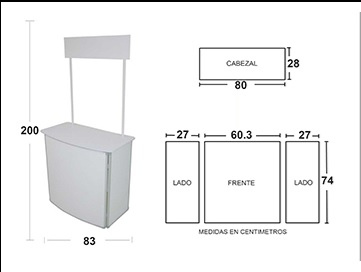 200
83
CABEZAL
28
80
27
60.3
27
LADO
FRENTE
LADO
74
MEDIDAS EN CENTIMETROS